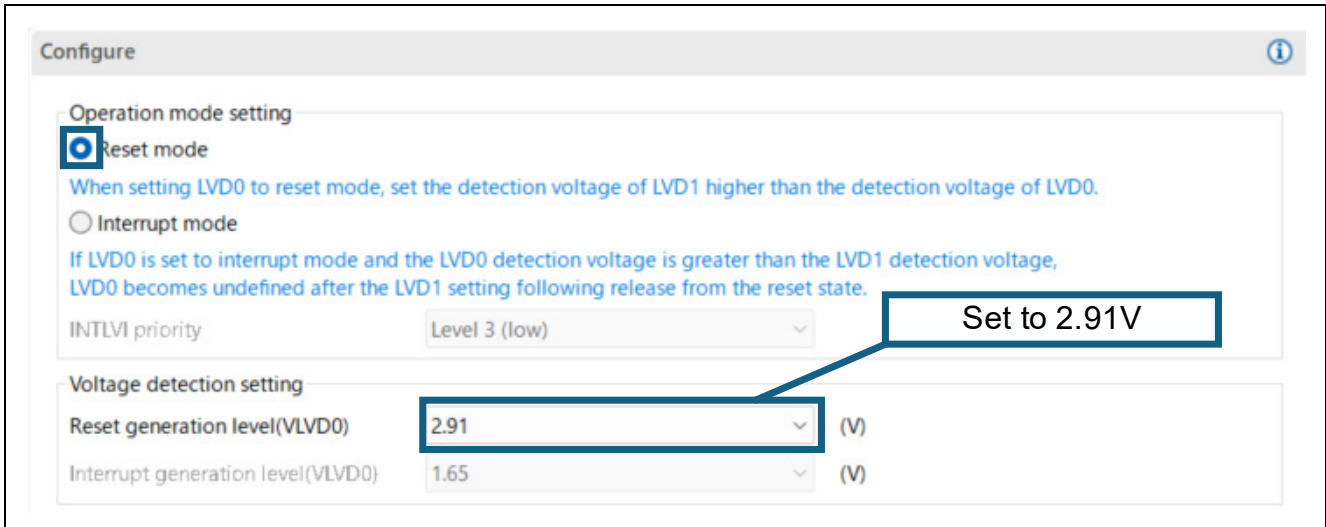 Configure
Operation mode setting
Reset mode
When setting LVD0 to reset mode, set the detection voltage of LVD1 higher than the detection voltage of LVD0.
Interrupt mode
If LVD0 is set to interrupt mode and the LVD0 detection voltage is greater than the LVD1 detection voltage,
LVD0 becomes undefined after the LVD1 setting following release from the reset state.
INTLVI priority Level 3 (low)
Set to 2.91V
Voltage detection setting
Reset generation level(VLVD0) 2.91 (V)
Interrupt generation level(VLVD0) 1.65 (V)